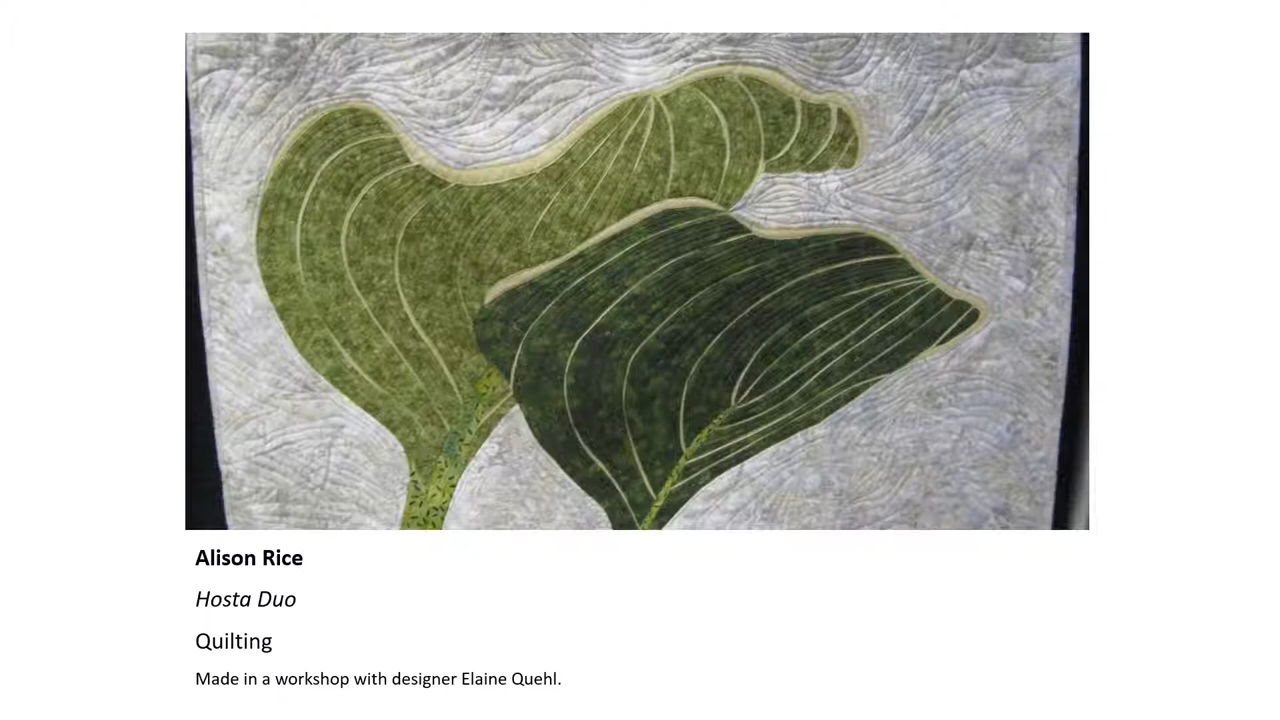 Alison Rice
Hosta Duo
Quilting
Made in a workshop with designer Elaine Quehl.